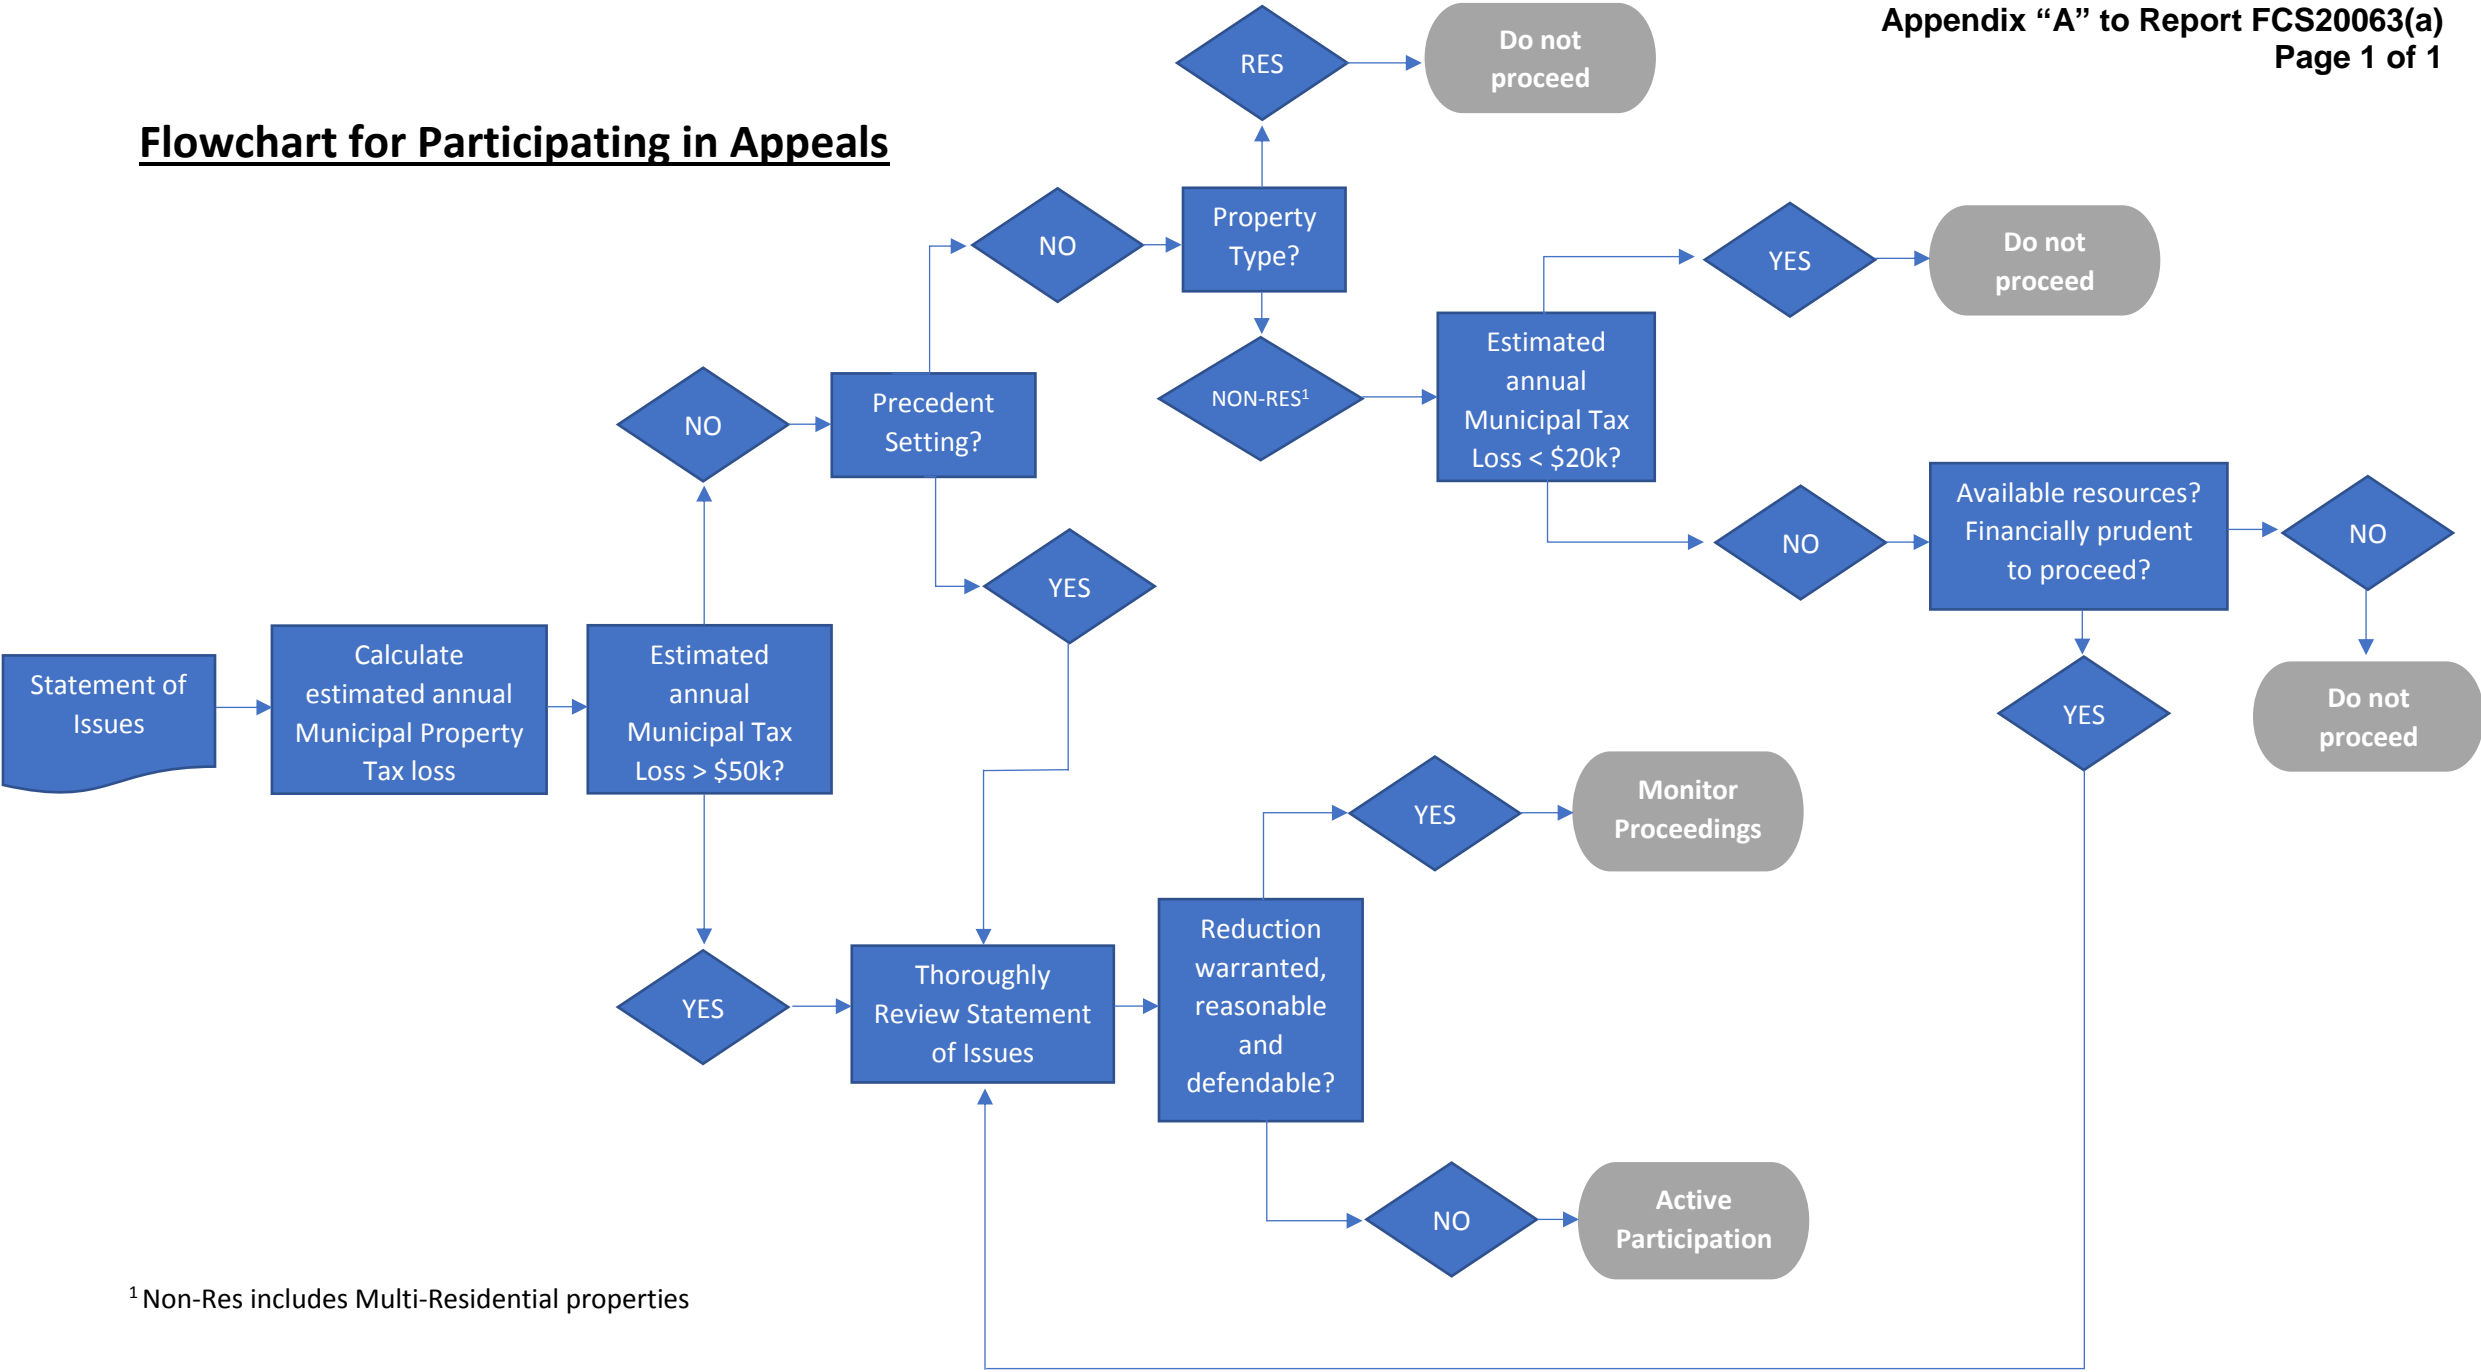 Appendix “A” to Report FCS20063(a)
Page 1 of 1
Flowchart for Participating in Appeals
RES
Do not
proceed
NO
Property
Type?
YES
Do not
proceed
NO
Precedent
Setting?
NON-RES¹
Estimated
annual
Municipal Tax
Loss < $20k?
YES
NO
Available resources?
Financially prudent
to proceed?
NO
Statement of
Issues
Calculate
estimated annual
Municipal Property
Tax loss
Estimated
annual
Municipal Tax
Loss > $50k?
YES
Do not
proceed
YES
Monitor
Proceedings
YES
Thoroughly
Review Statement
of Issues
Reduction
warranted,
reasonable
and
defendable?
NO
Active
Participation
¹ Non-Res includes Multi-Residential properties